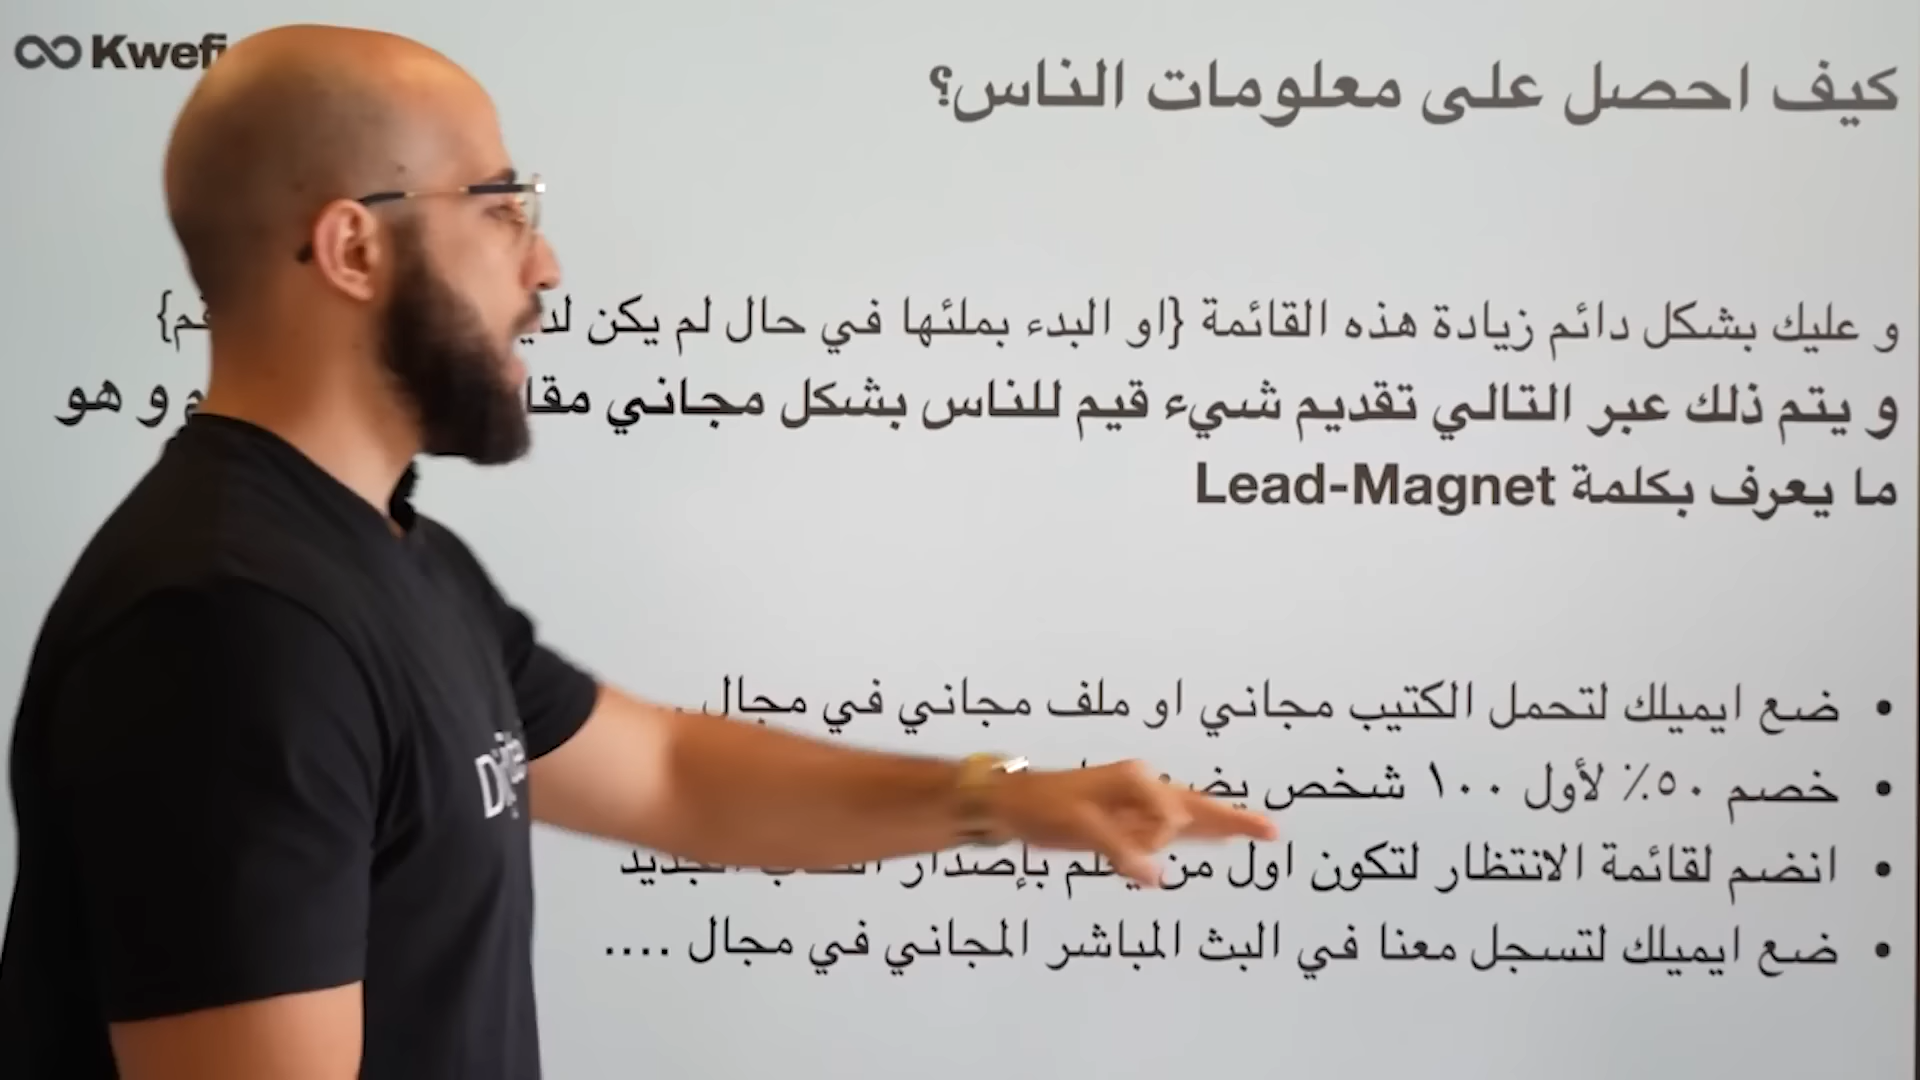 Kwefi
كيف احصل على معلومات الناس؟
و عليك بشكل دائم زيادة هذه القائمة {او البدء بملئها في حال لم يكن
و يتم ذلك عبر التالي تقديم شيء قيم للناس بشكل مجاني و هو
ما يعرف بكلمة Lead-Magnet
• ضع ايميلك لتحمل الكتيب مجاني او ملف مجاني في مجال
• خصم ٥٠٪ لأول ١٠٠ شخص
• انضم لقائمة الانتظار لتكون اول من بإصدار
• ضع ايميلك لتسجل معنا في البث المباشر المجاني في مجال ....